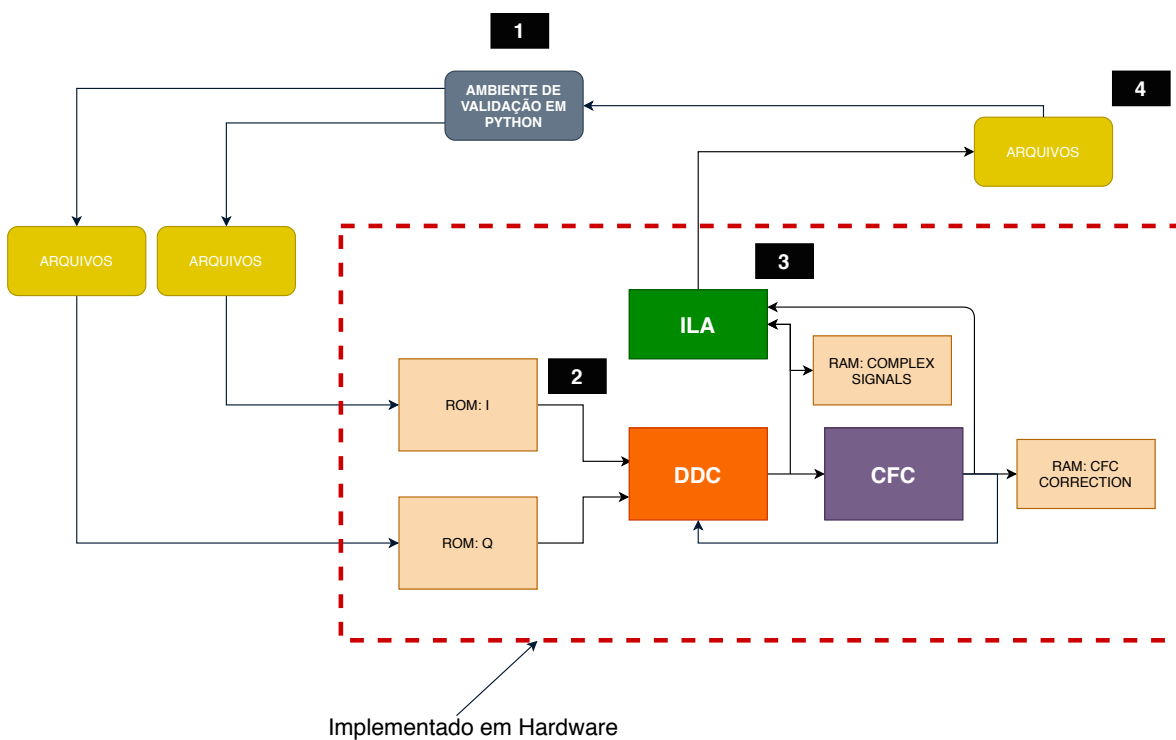 1
AMBIENTE DE
VALIDAÇÃO EM
PYTHON
4
ARQUIVOS
ARQUIVOS
ARQUIVOS
3
ILA
RAM: COMPLEX
SIGNALS
2
ROM: I
DDC
CFC
RAM: CFC
CORRECTION
ROM: Q
Implementado em Hardware